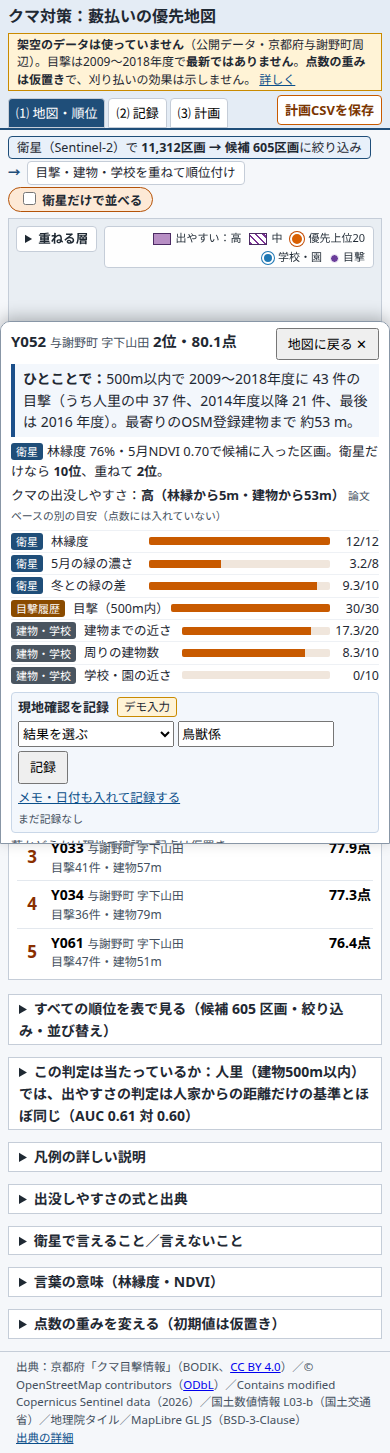 クマ対策：藪払いの優先地図
架空のデータは使っていません（公開データ・京都府与謝野町周
辺）。目撃は2009〜2018年度で最新ではありません。点数の重み
は仮置きで、刈り払いの効果は示しません。 詳しく
⑴ 地図・順位
⑵ 記録
⑶ 計画
計画CSVを保存
衛星（Sentinel-2）で 11,312区画 → 候補 605区画に絞り込み
→ 目撃・建物・学校を重ねて順位付け
衛星だけで並べる
▶ 重ねる層
出やすい：高 中 優先上位20
学校・園 目撃
Y052 与謝野町 字下山田 2位・80.1点
地図に戻る ✕
ひとことで：500m以内で 2009〜2018年度に 43 件の
目撃（うち人里の中 37 件、2014年度以降 21 件、最後
は 2016 年度）。最寄りのOSM登録建物まで 約53 m。
衛星 林縁度 76%・5月NDVI 0.70で候補に入った区画。衛星だ
けなら 10位、重ねて 2位。
クマの出没しやすさ：高（林縁から5m・建物から53m） 論文
ベースの別の目安（点数には入れていない）
衛星 林縁度 12/12
衛星 5月の緑の濃さ 3.2/8
衛星 冬との緑の差 9.3/10
目撃履歴 目撃（500m内） 30/30
建物・学校 建物までの近さ 17.3/20
建物・学校 周りの建物数 8.3/10
建物・学校 学校・園の近さ 0/10
現地確認を記録 デモ入力
結果を選ぶ 鳥獣係
記録
メモ・日付も入れて記録する
まだ記録なし
3 Y033 与謝野町 字下山田 77.9点
目撃41件・建物57m
4 Y034 与謝野町 字下山田 77.3点
目撃36件・建物79m
5 Y061 与謝野町 字下山田 76.4点
目撃47件・建物51m
▶ すべての順位を表で見る（候補 605 区画・絞り込
み・並び替え）
▶ この判定は当たっているか：人里（建物500m以内）
では、出やすさの判定は人家からの距離だけの基準とほ
ぼ同じ（AUC 0.61 対 0.60）
▶ 凡例の詳しい説明
▶ 出没しやすさの式と出典
▶ 衛星で言えること／言えないこと
▶ 言葉の意味（林縁度・NDVI）
▶ 点数の重みを変える（初期値は仮置き）
出典：京都府「クマ目撃情報」（BODIK、CC BY 4.0）／©
OpenStreetMap contributors（ODbL）／Contains modified
Copernicus Sentinel data（2026）／国土数値情報 L03-b（国土交通
省）／地理院タイル／MapLibre GL JS（BSD-3-Clause）
出典の詳細